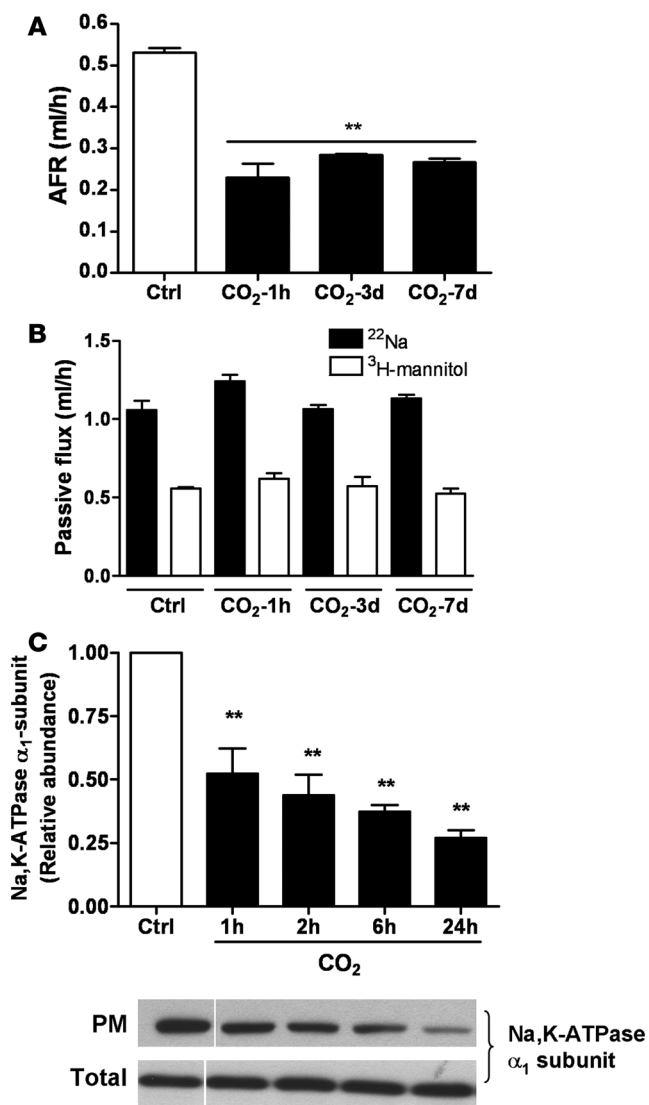 A
AFR (ml/h)
0.6
0.5
0.4
0.3
0.2
0.1
0.0
**
Ctrl CO₂-1h CO₂-3d CO₂-7d
B
Passive flux (ml/h)
1.5
1.0
0.5
0.0
²²Na
³H-mannitol
Ctrl CO₂-1h CO₂-3d CO₂-7d
C
Na,K-ATPase α₁-subunit
(Relative abundance)
1.00
0.75
0.50
0.25
0.00
**
**
**
**
Ctrl 1h 2h 6h 24h
CO₂
PM
Total
Na,K-ATPase
α₁ subunit